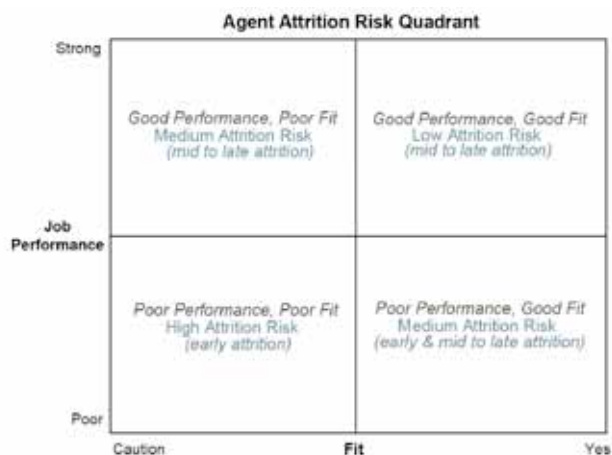 Agent Attrition Risk Quadrant
Strong
Good Performance, Poor Fit
Medium Attrition Risk
(mid to late attrition)
Good Performance, Good Fit
Low Attrition Risk
(mid to late attrition)
Job
Performance
Poor Performance, Poor Fit
High Attrition Risk
(early attrition)
Poor Performance, Good Fit
Medium Attrition Risk
(early & mid to late attrition)
Poor
Caution
Fit
Yes